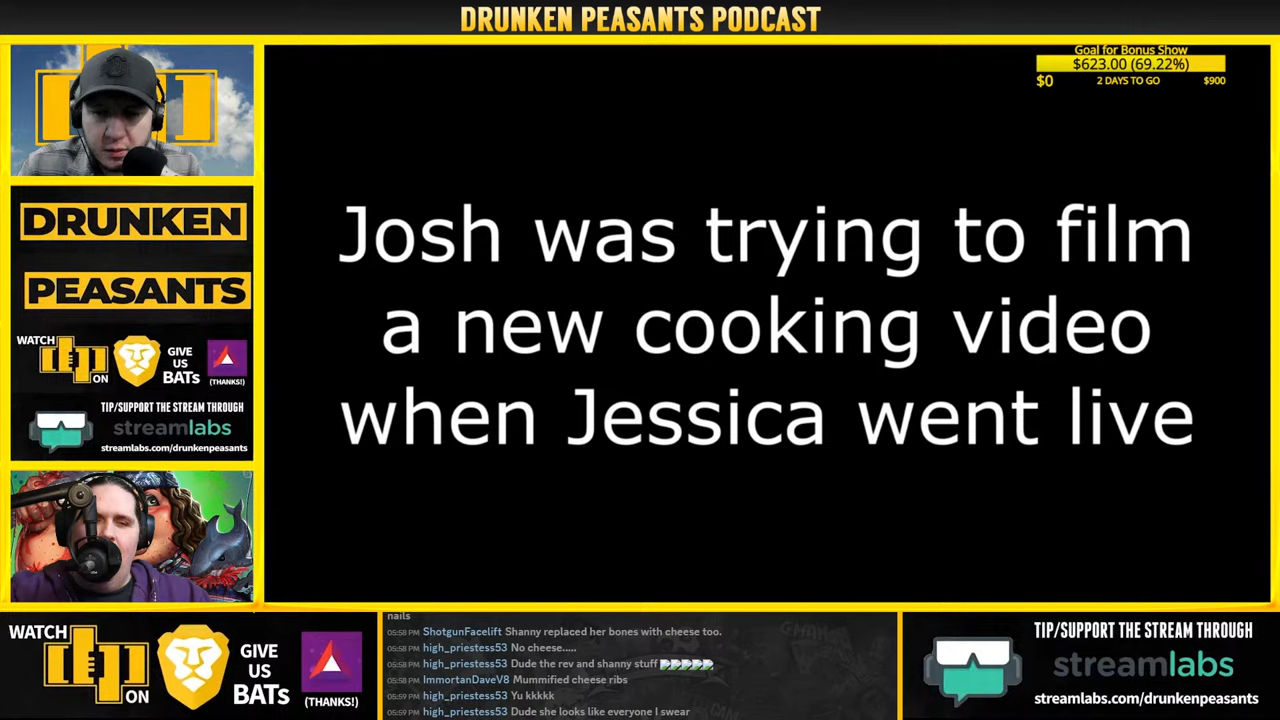 DRUNKEN PEASANTS PODCAST
Goal for Bonus Show
$623.00 (69.22%)
$0 2 DAYS TO GO $900
DRUNKEN
PEASANTS
WATCH
ON
GIVE
US
BATs
(THANKS!)
TIP/SUPPORT THE STREAM THROUGH
streamlabs
streamlabs.com/drunkenpeasants
Josh was trying to film
a new cooking video
when Jessica went live
WATCH
ON
GIVE
US
BATs
(THANKS!)
nails
05:58 PM ShotgunFacelift Shanny replaced her bones with cheese too.
05:58 PM high_priestess53 No cheese.....
05:58 PM high_priestess53 Dude the rev and shanny stuff
05:58 PM ImmortanDaveV8 Mummified cheese ribs
05:59 PM high_priestess53 Yu kkkkk
05:59 PM high_priestess53 Dude she looks like everyone I swear
TIP/SUPPORT THE STREAM THROUGH
streamlabs
streamlabs.com/drunkenpeasants